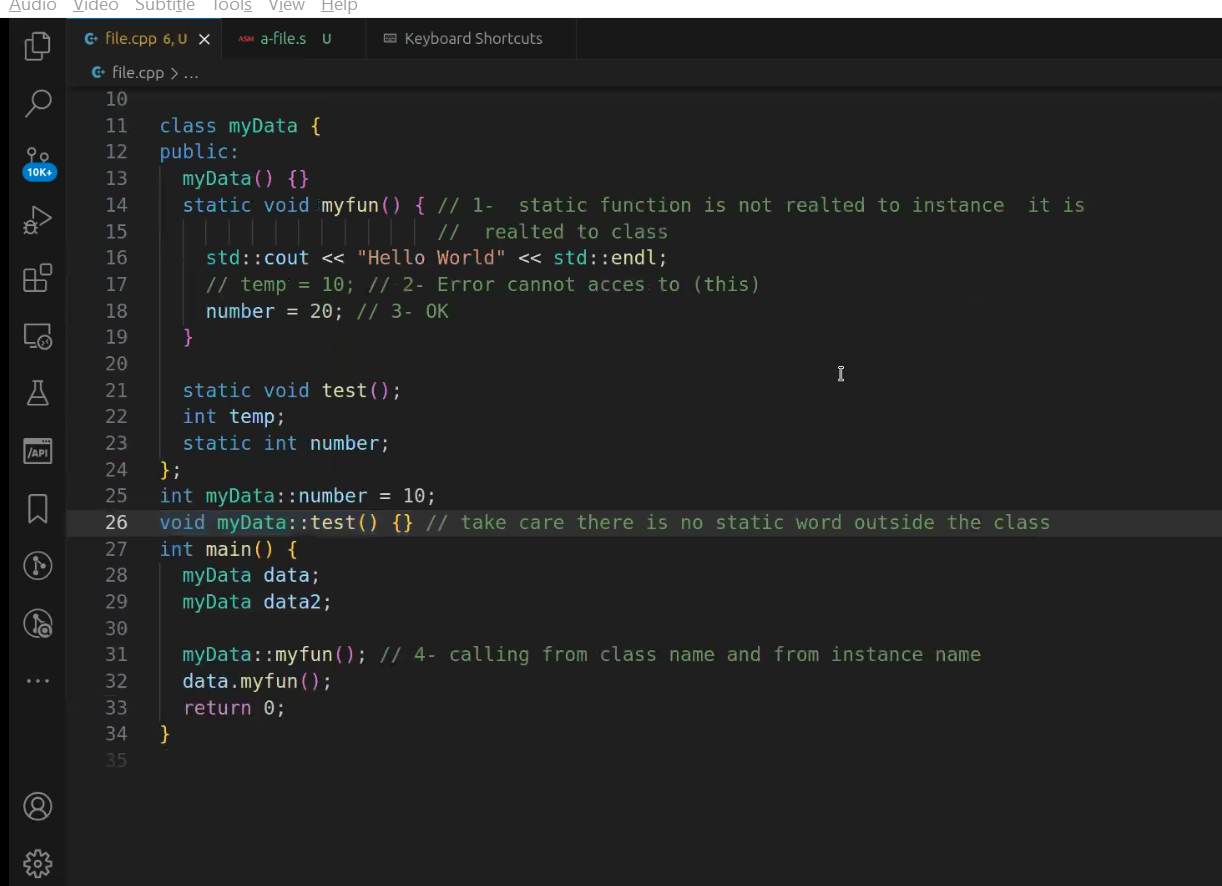 Audio Video Subtitle Tools View Help
file.cpp 6, U a-file.s U Keyboard Shortcuts
file.cpp > ...
10
11 class myData {
12 public:
13 myData() {}
14 static void myfun() { // 1- static function is not realted to instance it is
15 // realted to class
16 std::cout << "Hello World" << std::endl;
17 // temp = 10; // 2- Error cannot acces to (this)
18 number = 20; // 3- OK
19 }
20
21 static void test();
22 int temp;
23 static int number;
24 };
25 int myData::number = 10;
26 void myData::test() {} // take care there is no static word outside the class
27 int main() {
28 myData data;
29 myData data2;
30
31 myData::myfun(); // 4- calling from class name and from instance name
32 data.myfun();
33 return 0;
34 }
35
10K+
ASM
/API